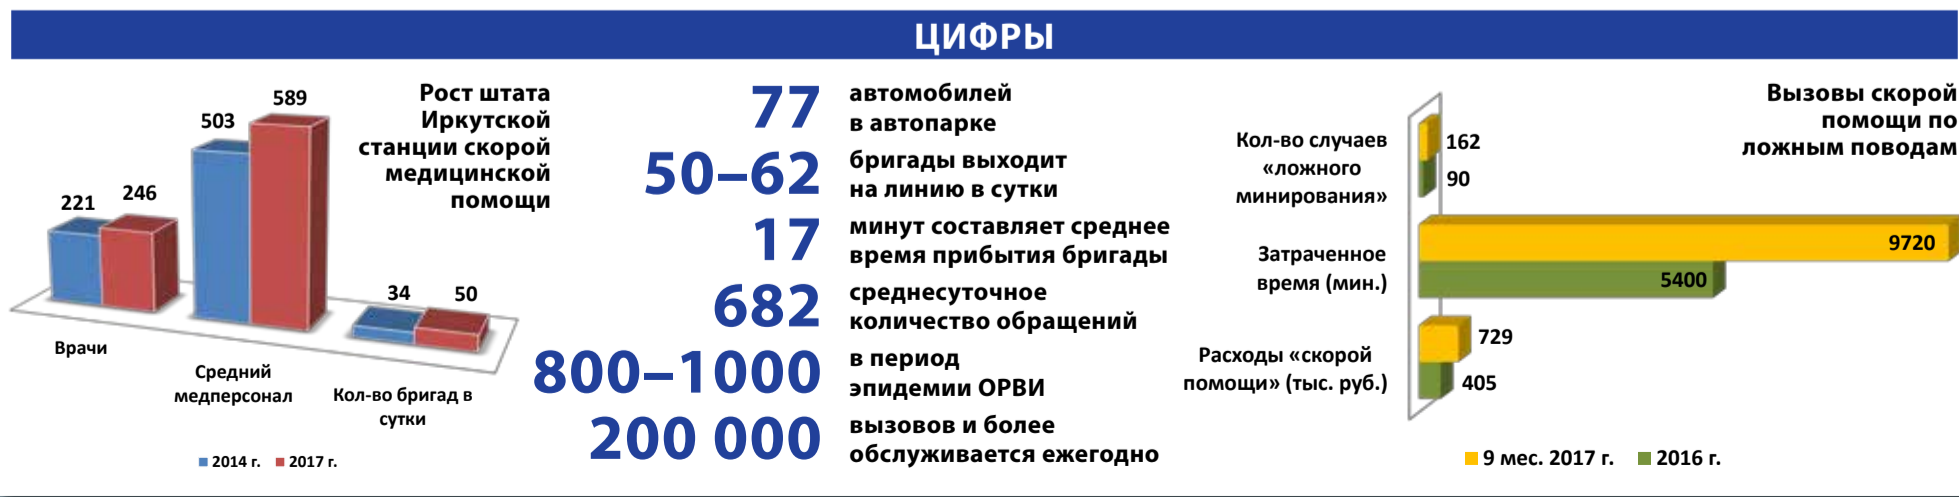 ЦИФРЫ
Рост штата
Иркутской
станции скорой
медицинской
помощи
221
246
503
589
34
50
Врачи
Средний
медперсонал
Кол-во бригад в
сутки
2014 г. 2017 г.
77 автомобилей
в автопарке
50–62 бригады выходит
на линию в сутки
17 минут составляет среднее
время прибытия бригады
682 среднесуточное
количество обращений
800–1000 в период
эпидемии ОРВИ
200 000 вызовов и более
обслуживается ежегодно
Вызовы скорой
помощи по
ложным поводам
Кол-во случаев
«ложного
минирования»
162
90
Затраченное
время (мин.)
9720
5400
Расходы «скорой
помощи» (тыс. руб.)
729
405
9 мес. 2017 г. 2016 г.